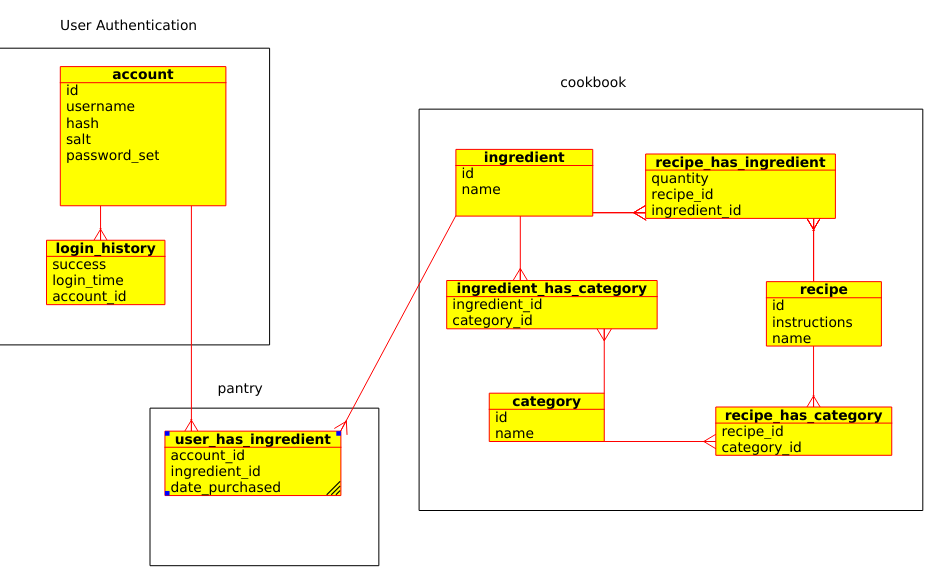 User Authentication
account
id
username
hash
salt
password_set
login_history
success
login_time
account_id
pantry
user_has_ingredient
account_id
ingredient_id
date_purchased
cookbook
ingredient
id
name
recipe_has_ingredient
quantity
recipe_id
ingredient_id
ingredient_has_category
ingredient_id
category_id
recipe
id
instructions
name
category
id
name
recipe_has_category
recipe_id
category_id